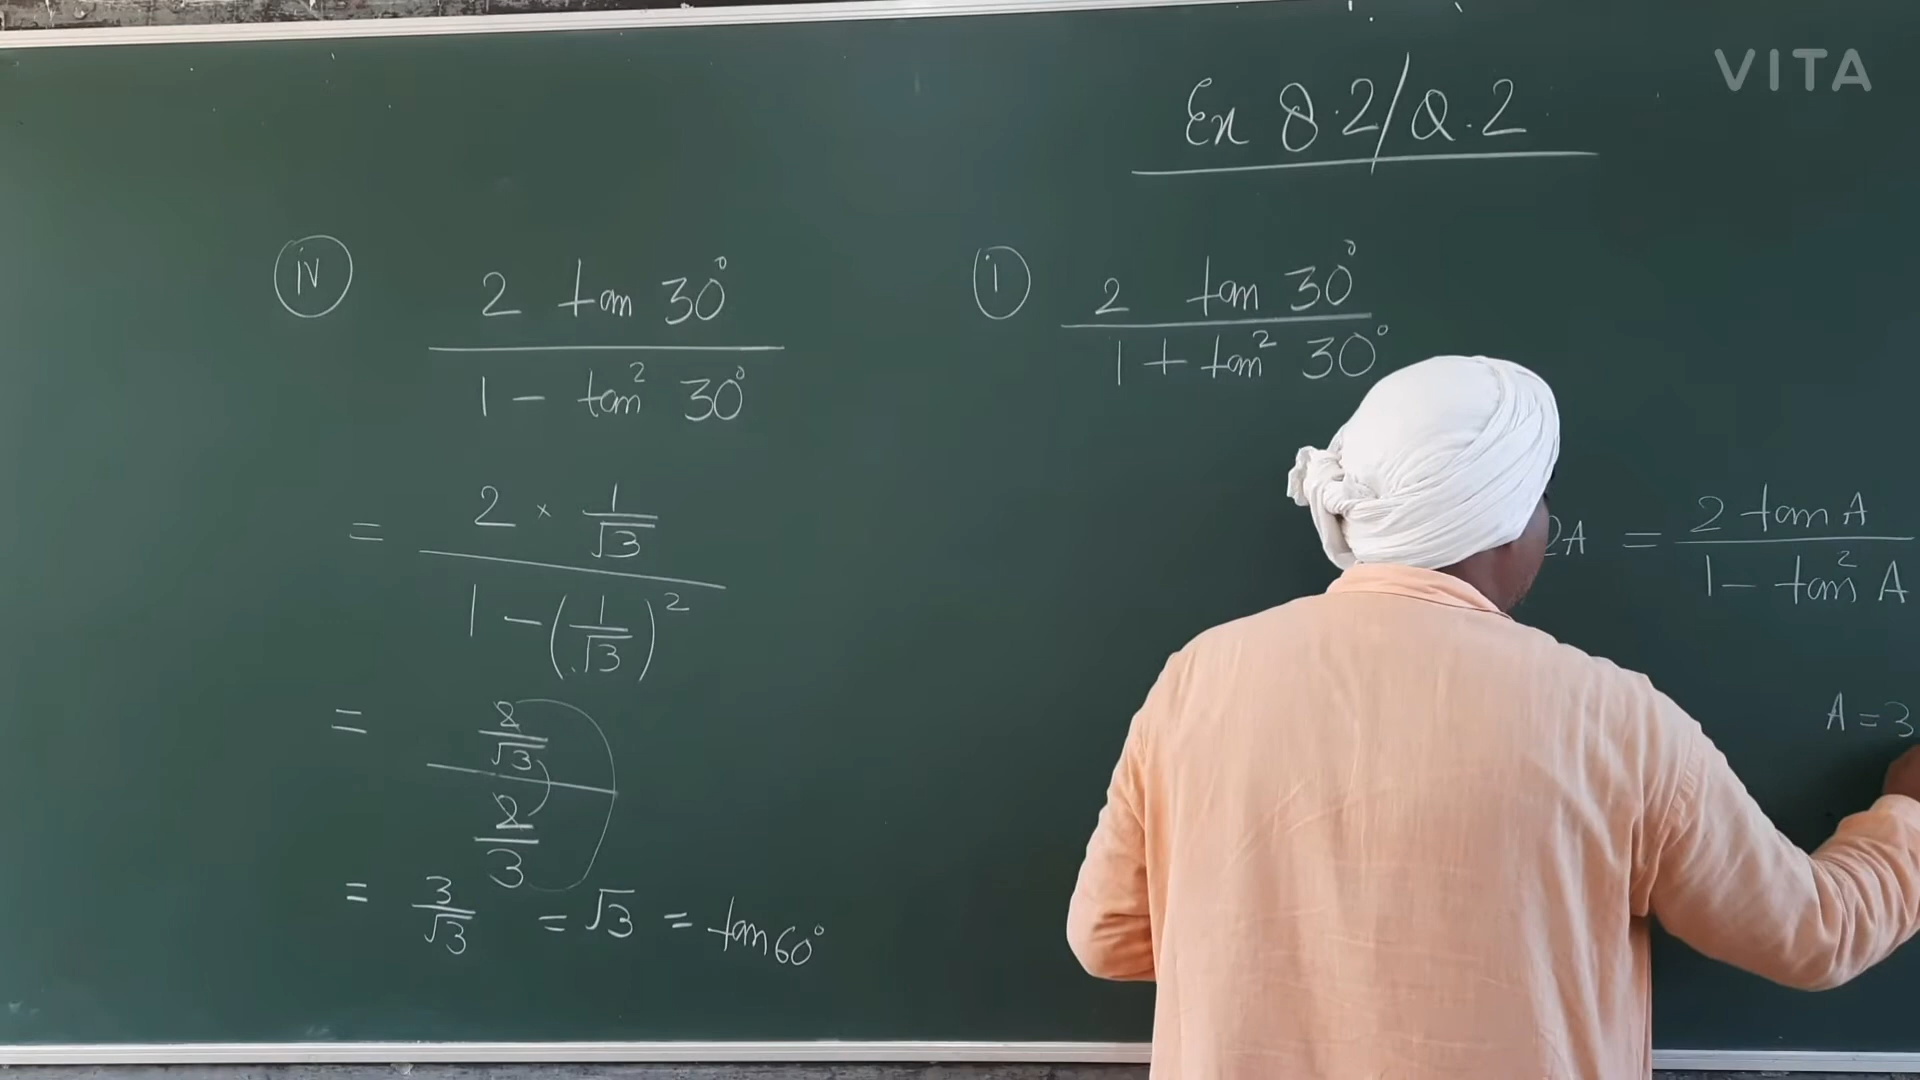 VITA
Ex 8.2/Q.2
iv
2 tan 30°
1 - tan² 30°
= 2 × 1/√3
1 - (1/√3)²
= 2/√3
2/3
= 3/√3 = √3 = tan 60°
i
2 tan 30°
1 + tan² 30°
2A = 2 tan A
1 - tan² A
A = 3